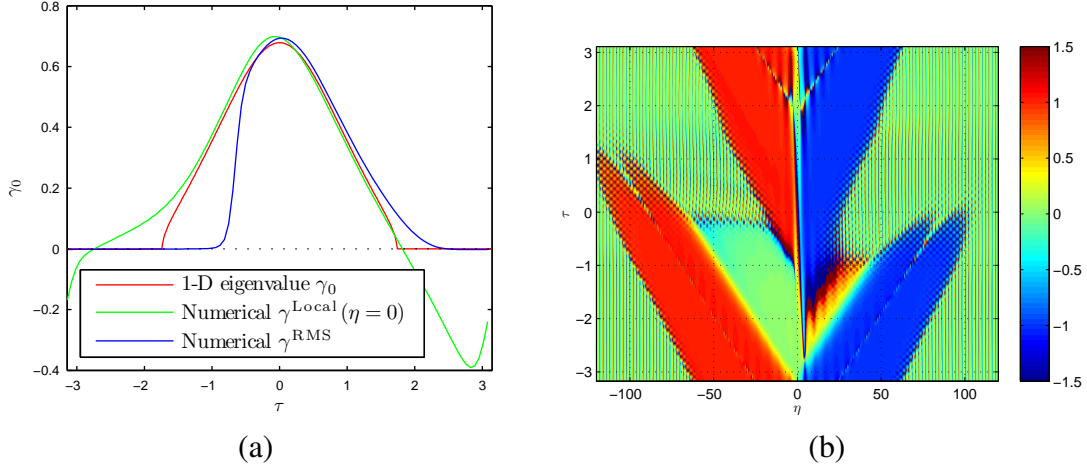 0.8
0.6
0.4
0.2
0
−0.2
−0.4
γ₀
−3 −2 −1 0 1 2 3
τ
1-D eigenvalue γ₀
Numerical γ^Local(η = 0)
Numerical γ^RMS
(a)
3
2
1
0
−1
−2
−3
τ
−100 −50 0 50 100
η
1.5
1
0.5
0
−0.5
−1
−1.5
(b)